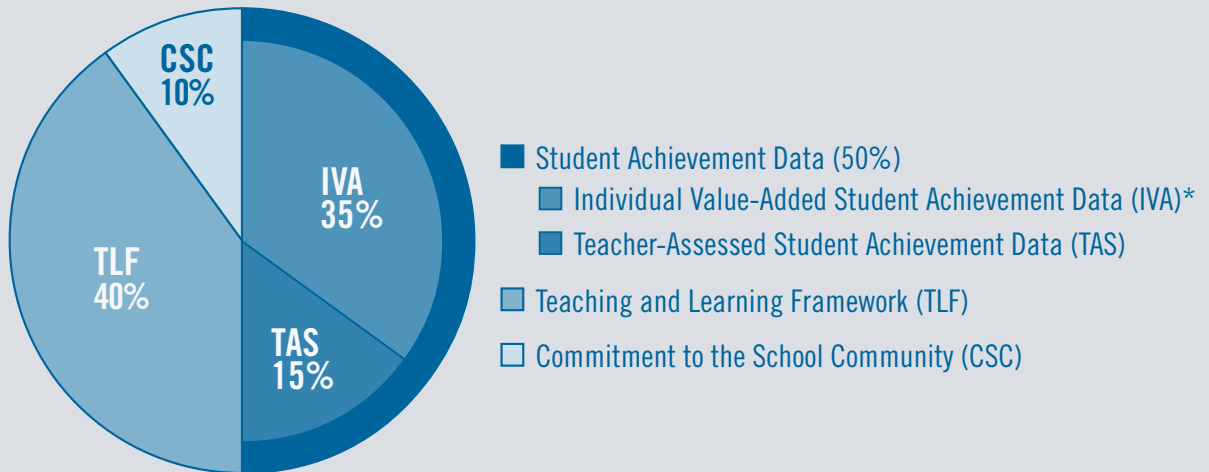 CSC
10%
IVA
35%
TLF
40%
TAS
15%
Student Achievement Data (50%)
Individual Value-Added Student Achievement Data (IVA)*
Teacher-Assessed Student Achievement Data (TAS)
Teaching and Learning Framework (TLF)
Commitment to the School Community (CSC)